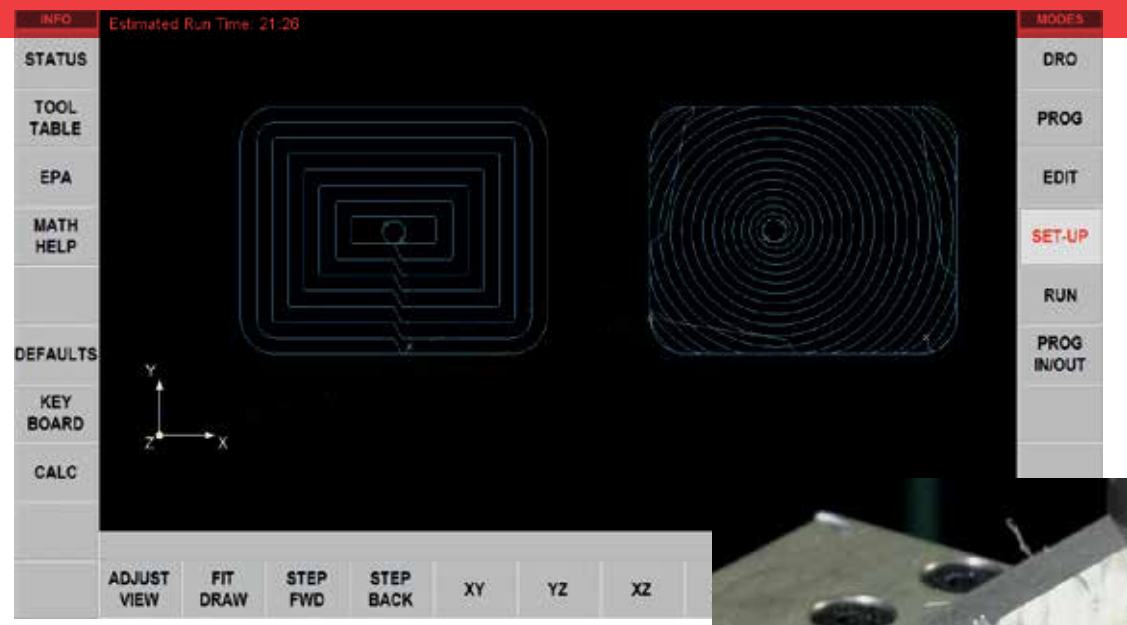 INFO
Estimated Run Time: 21:26
MODES
STATUS
TOOL
TABLE
EPA
MATH
HELP
DEFAULTS
KEY
BOARD
CALC
DRO
PROG
EDIT
SET-UP
RUN
PROG
IN/OUT
Y
Z
X
ADJUST
VIEW
FIT
DRAW
STEP
FWD
STEP
BACK
XY
YZ
XZ